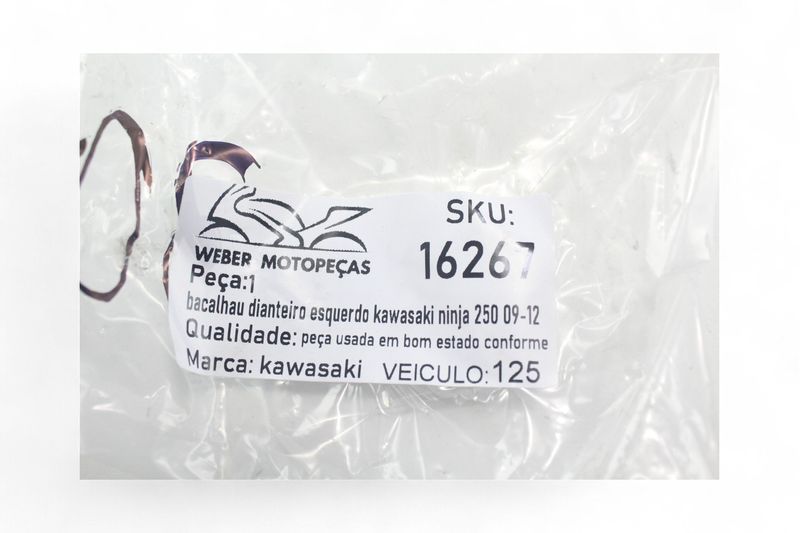 SKU:
16267
WEBER MOTOPEÇAS
Peça:1
bacalhau dianteiro esquerdo kawasaki ninja 250 09-12
Qualidade: peça usada em bom estado conforme
Marca: kawasaki VEICULO: 125